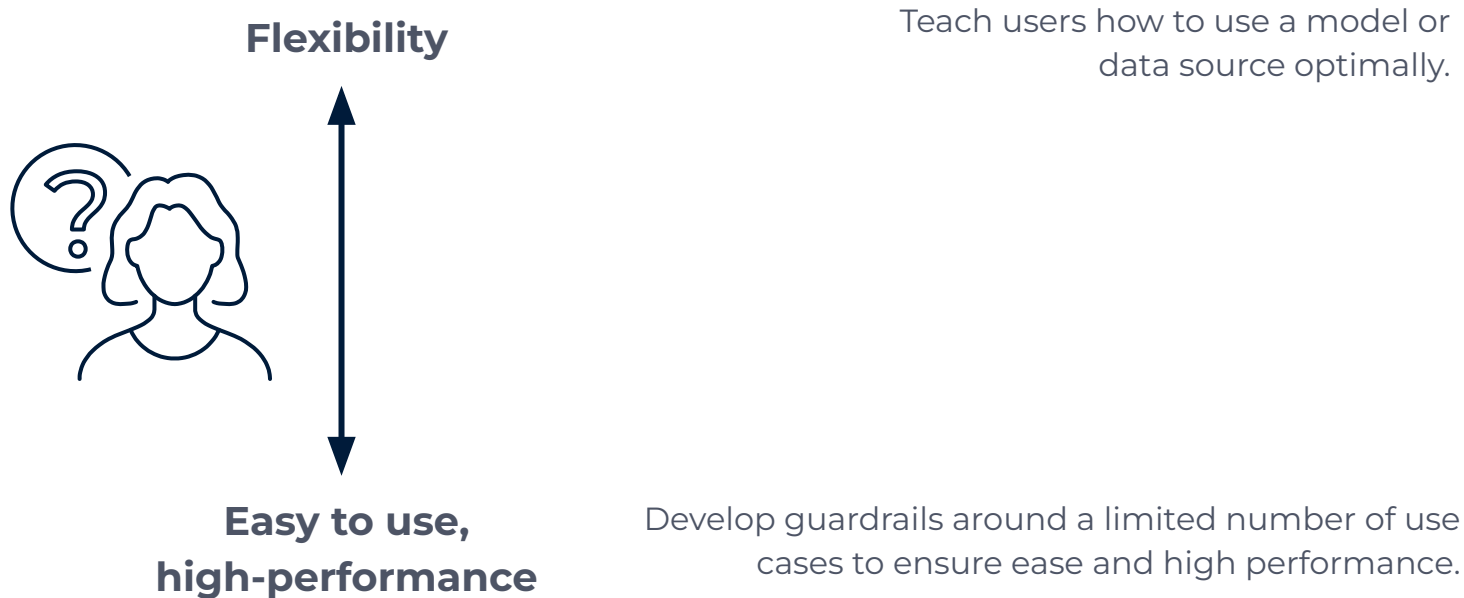 Flexibility
Teach users how to use a model or
data source optimally.
?
Easy to use,
high-performance
Develop guardrails around a limited number of use
cases to ensure ease and high performance.